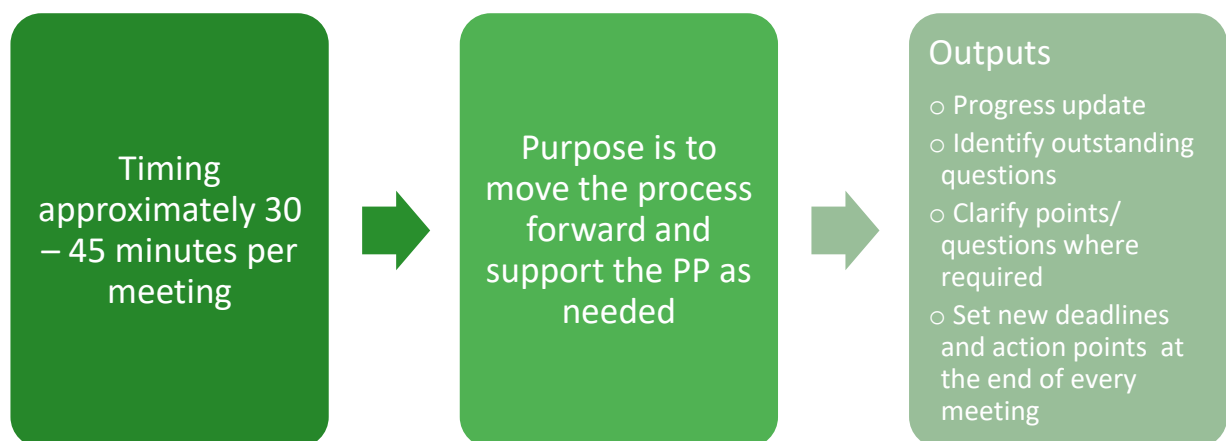 Timing
approximately 30
– 45 minutes per
meeting
Purpose is to
move the process
forward and
support the PP as
needed
Outputs
o Progress update
o Identify outstanding
questions
o Clarify points/
questions where
required
o Set new deadlines
and action points at
the end of every
meeting